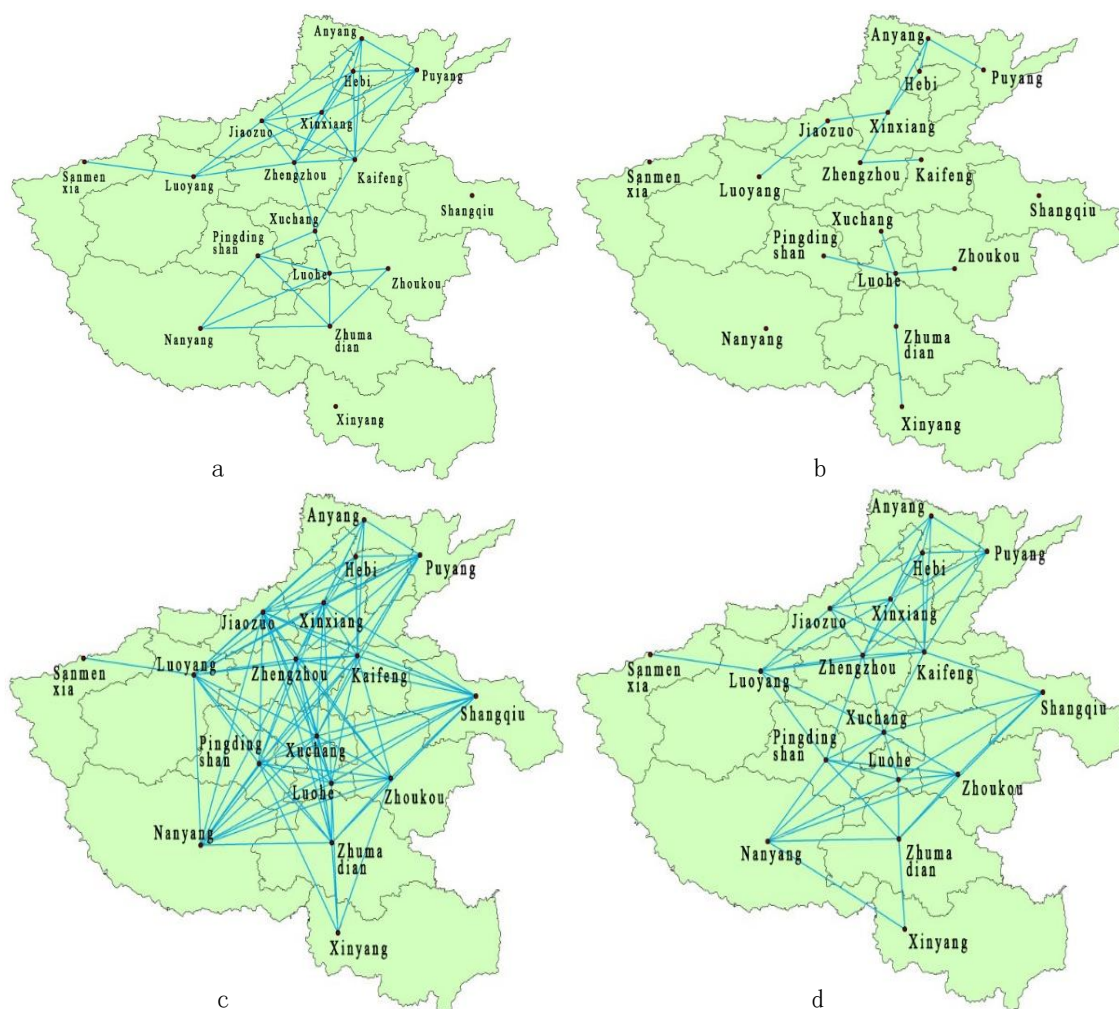 Anyang
Hebi
Puyang
Xinxiang
Jiaozuo
Sanmen
xia
Luoyang
Zhengzhou
Kaifeng
Shangqiu
Xuchang
Pingding
shan
Luohe
Zhoukou
Nanyang
Zhuma
dian
Xinyang
a
Anyang
Hebi
Puyang
Jiaozuo
Xinxiang
Sanmen
xia
Luoyang
Zhengzhou
Kaifeng
Shangqiu
Xuchang
Pingding
shan
Zhoukou
Luohe
Nanyang
Zhuma
dian
Xinyang
b
Anyang
Hebi
Puyang
Jiaozuo
Xinxiang
Sanmen
xia
Luoyang
Zhengzhou
Kaifeng
Shangqiu
Pingding
shan
Xuchang
Luohe
Zhoukou
Nanyang
Zhuma
dian
Xinyang
c
Anyang
Hebi
Puyang
Jiaozuo
Xinxiang
Sanmen
xia
Luoyang
Zhengzhou
Kaifeng
Shangqiu
Xuchang
Pingding
shan
Luohe
Zhoukou
Nanyang
Zhuma
dian
Xinyang
d